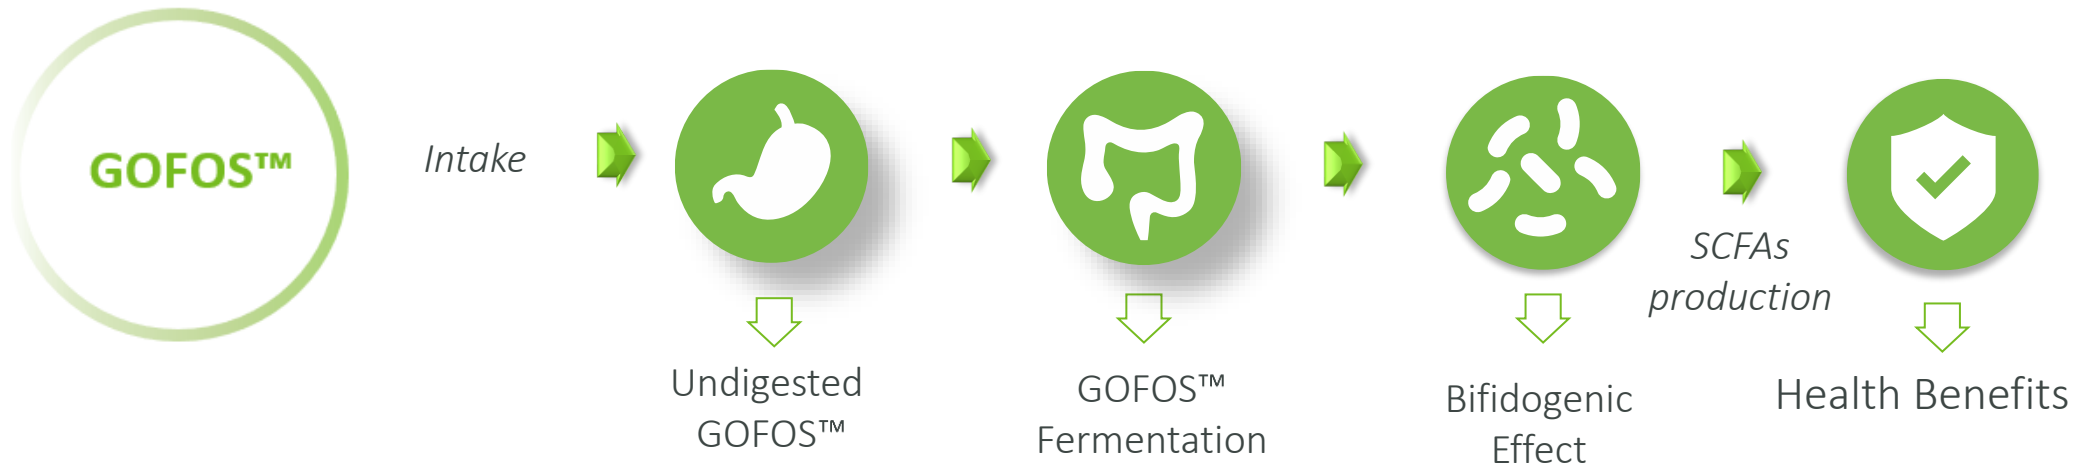 GOFOS™
Intake
Undigested
GOFOS™
GOFOS™
Fermentation
Bifidogenic
Effect
SCFAs
production
Health Benefits